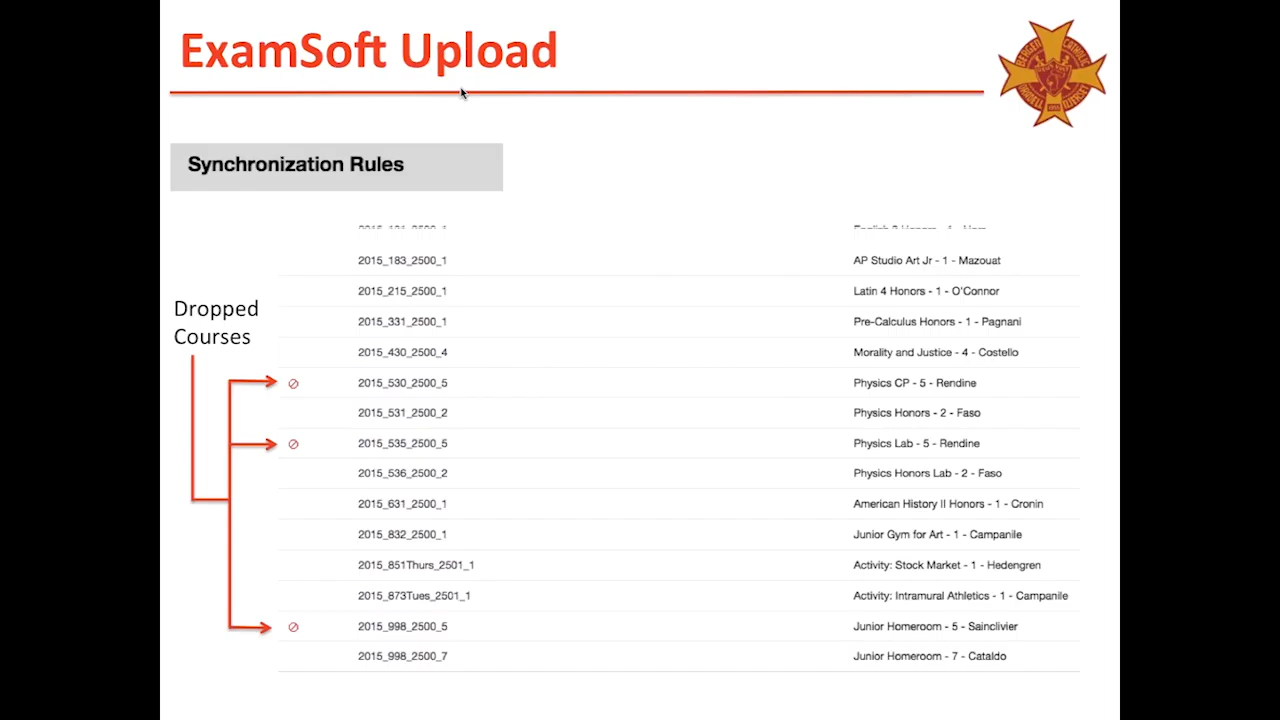 ExamSoft Upload
Synchronization Rules
2015_183_2500_1 AP Studio Art Jr - 1 - Mazouat
2015_215_2500_1 Latin 4 Honors - 1 - O'Connor
Dropped
Courses
2015_331_2500_1 Pre-Calculus Honors - 1 - Pagnani
2015_430_2500_4 Morality and Justice - 4 - Costello
2015_530_2500_5 Physics CP - 5 - Rendine
2015_531_2500_2 Physics Honors - 2 - Faso
2015_535_2500_5 Physics Lab - 5 - Rendine
2015_536_2500_2 Physics Honors Lab - 2 - Faso
2015_631_2500_1 American History II Honors - 1 - Cronin
2015_832_2500_1 Junior Gym for Art - 1 - Campanile
2015_851Thurs_2501_1 Activity: Stock Market - 1 - Hedengren
2015_873Tues_2501_1 Activity: Intramural Athletics - 1 - Campanile
2015_998_2500_5 Junior Homeroom - 5 - Sainclivier
2015_998_2500_7 Junior Homeroom - 7 - Cataldo